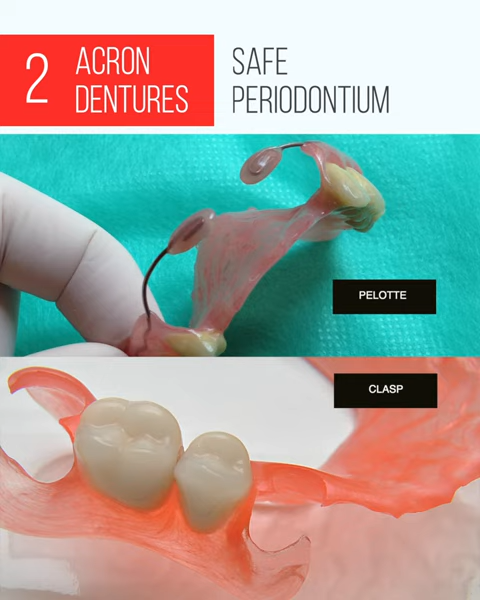 2
ACRON
DENTURES
SAFE
PERIODONTIUM
PELOTTE
CLASP